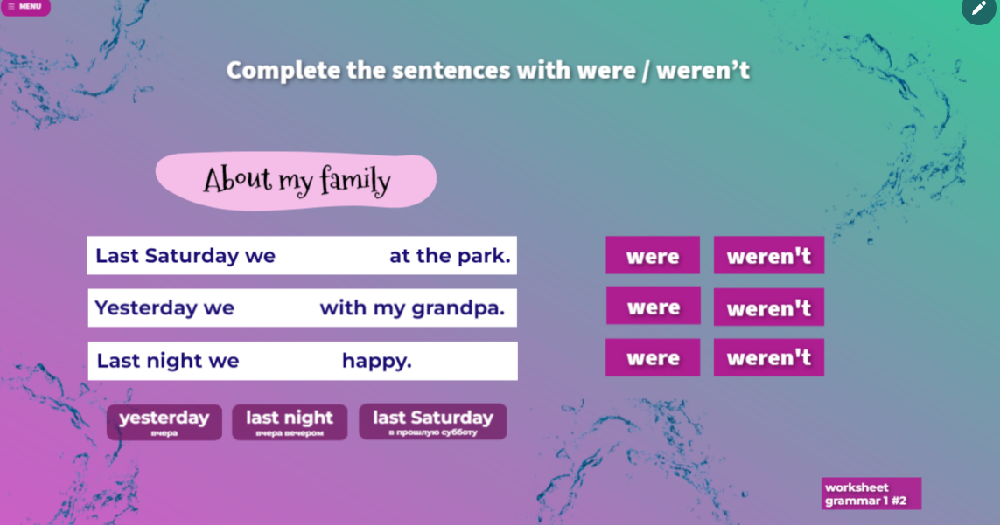 ≡ MENU
Complete the sentences with were / weren’t
About my family
Last Saturday we at the park.
were weren't
Yesterday we with my grandpa.
were weren't
Last night we happy.
were weren't
yesterday last night last Saturday
вчера вчера вечером в прошлую субботу
worksheet
grammar 1 #2